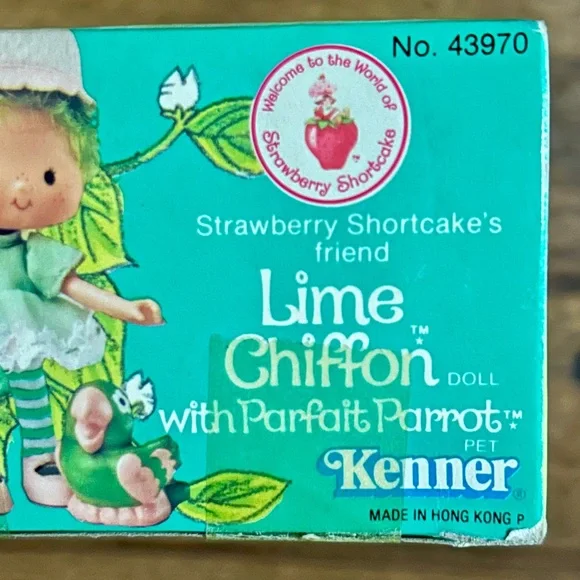 No. 43970
Welcome to the World of
Strawberry Shortcake
™
Strawberry Shortcake's
friend
Lime
Chiffon™* DOLL
with Parfait Parrot™*
PET
Kenner®
MADE IN HONG KONG P